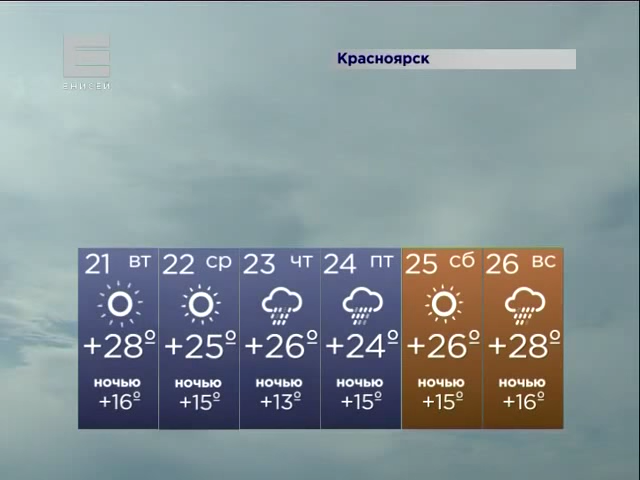 Е
ЕНИСЕЙ
Красноярск
21 вт 22 ср 23 чт 24 пт 25 сб 26 вс
+28° +25° +26° +24° +26° +28°
ночью ночью ночью ночью ночью ночью
+16° +15° +13° +15° +15° +16°